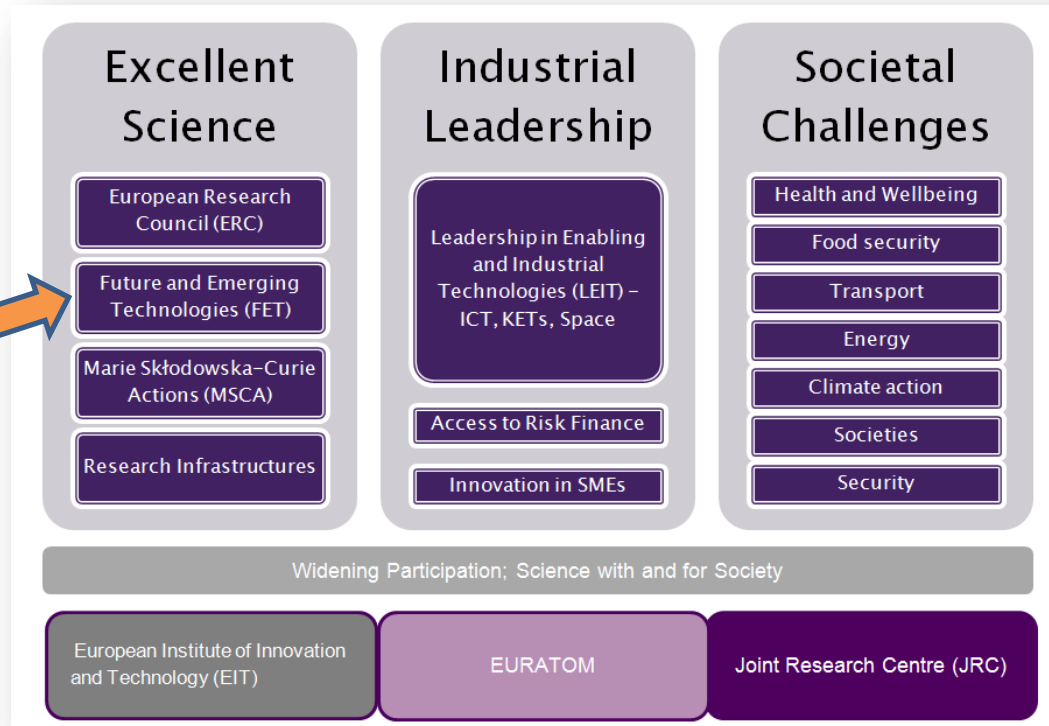 Excellent
Science
European Research
Council (ERC)
Future and Emerging
Technologies (FET)
Marie Skłodowska-Curie
Actions (MSCA)
Research Infrastructures
Industrial
Leadership
Leadership in Enabling
and Industrial
Technologies (LEIT) –
ICT, KETs, Space
Access to Risk Finance
Innovation in SMEs
Societal
Challenges
Health and Wellbeing
Food security
Transport
Energy
Climate action
Societies
Security
Widening Participation; Science with and for Society
European Institute of Innovation
and Technology (EIT)
EURATOM
Joint Research Centre (JRC)